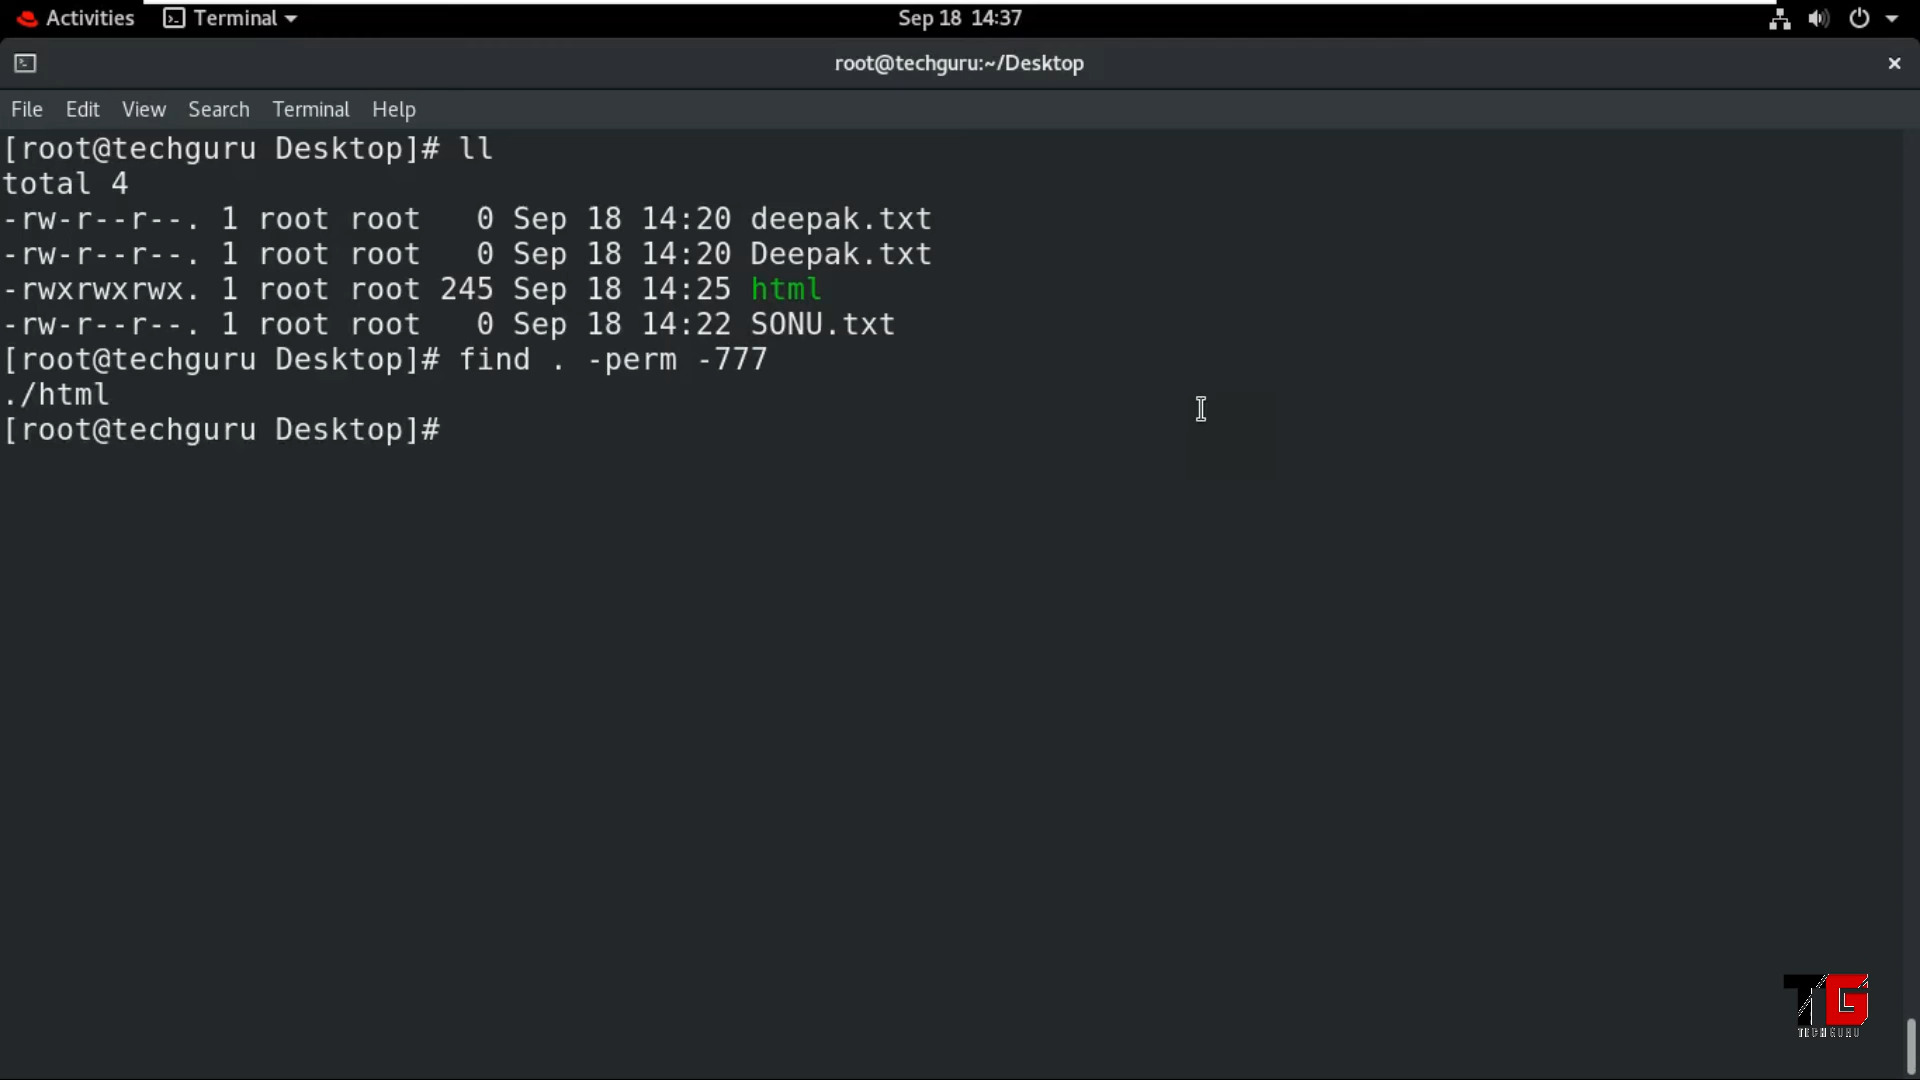 Activities Terminal Sep 18 14:37
root@techguru:~/Desktop
File Edit View Search Terminal Help
[root@techguru Desktop]# ll
total 4
-rw-r--r--. 1 root root   0 Sep 18 14:20 deepak.txt
-rw-r--r--. 1 root root   0 Sep 18 14:20 Deepak.txt
-rwxrwxrwx. 1 root root 245 Sep 18 14:25 html
-rw-r--r--. 1 root root   0 Sep 18 14:22 SONU.txt
[root@techguru Desktop]# find . -perm -777
./html
[root@techguru Desktop]#
TG
TECHGURU